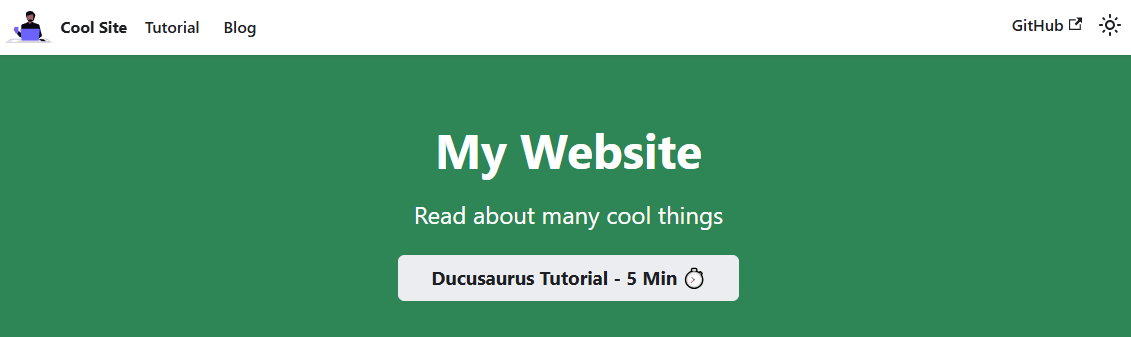 Cool Site Tutorial Blog GitHub
My Website
Read about many cool things
Ducusaurus Tutorial - 5 Min ⏱️